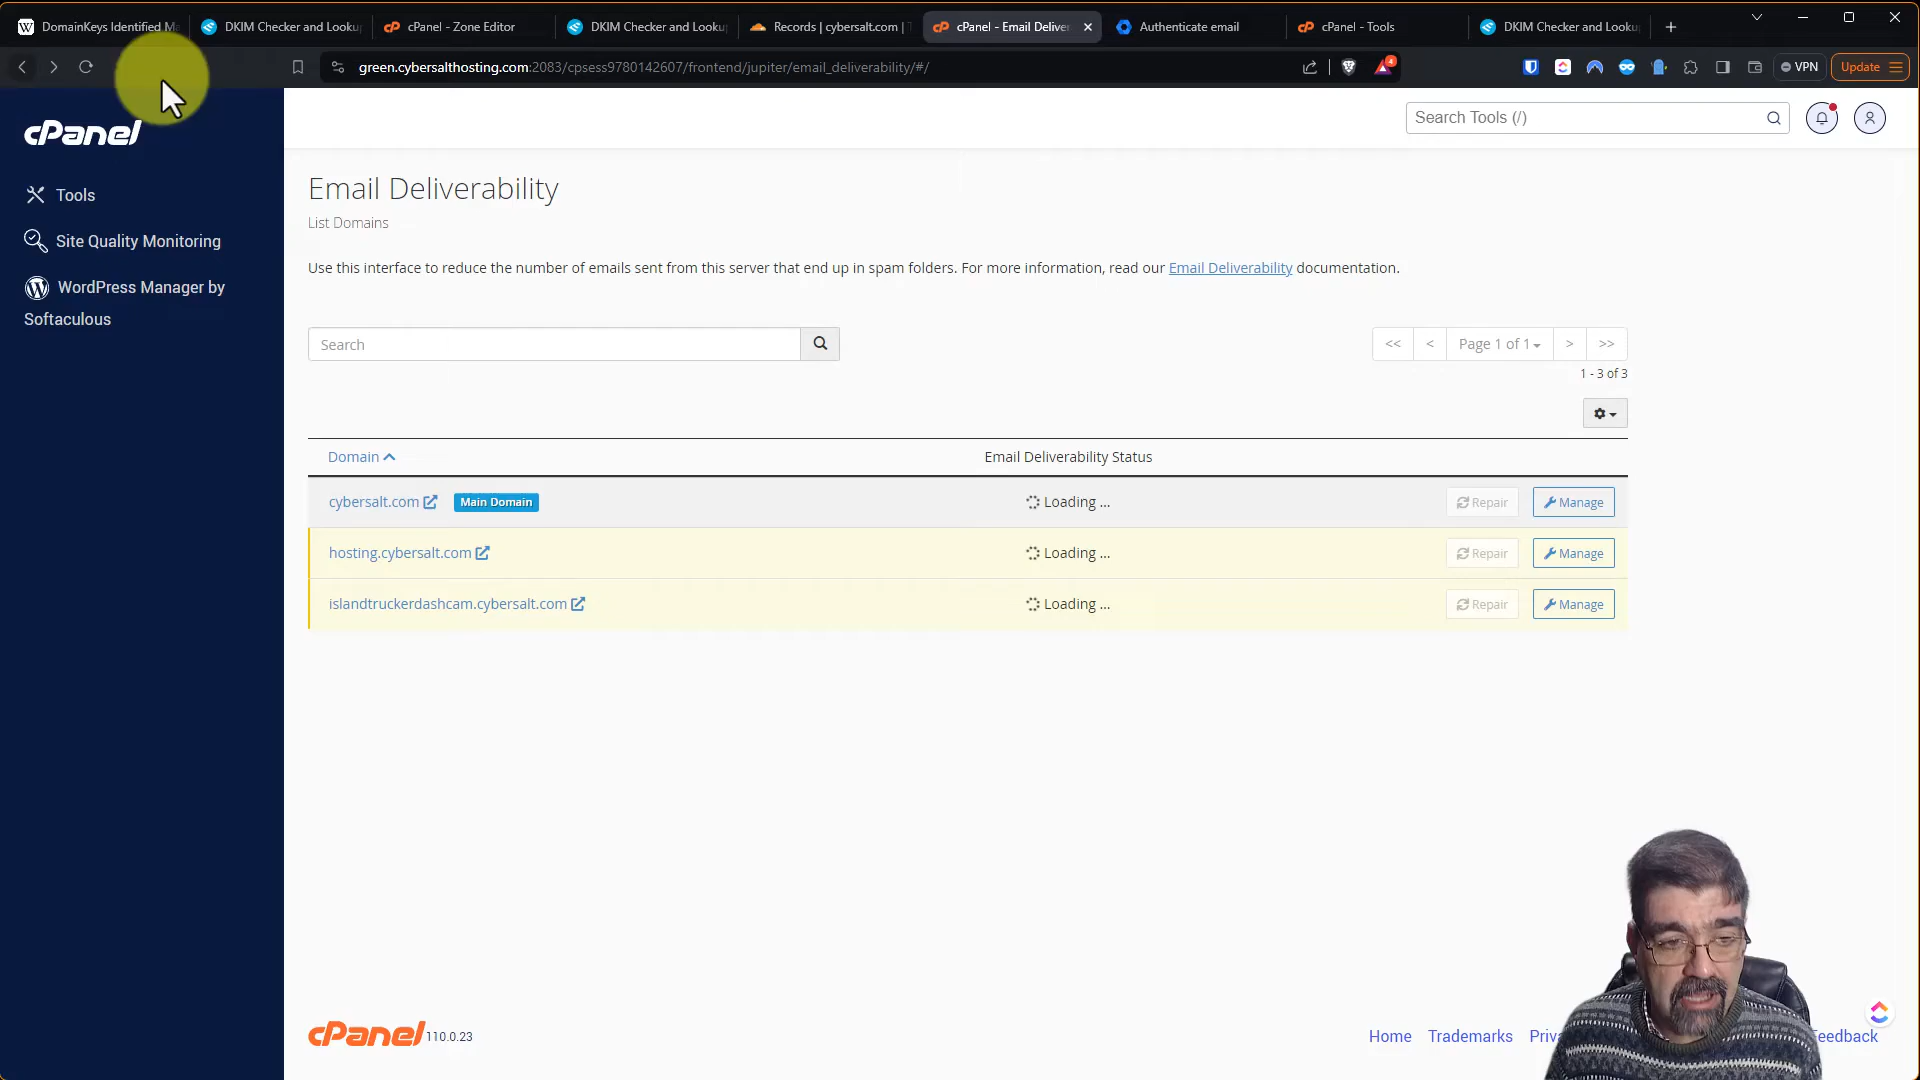 DomainKeys Identified Ma
DKIM Checker and Looku
cPanel - Zone Editor
DKIM Checker and Looku
Records | cybersalt.com |
cPanel - Email Deliver
Authenticate email
cPanel - Tools
DKIM Checker and Looku
green.cybersalthosting.com:2083/cpsess9780142607/frontend/jupiter/email_deliverability/#/
4
VPN
Update
cPanel
Search Tools (/)
Tools
Site Quality Monitoring
WordPress Manager by
Softaculous
Email Deliverability
List Domains
Use this interface to reduce the number of emails sent from this server that end up in spam folders. For more information, read our Email Deliverability documentation.
Search
<< < Page 1 of 1 > >>
1 - 3 of 3
Domain Email Deliverability Status
cybersalt.com Main Domain Loading ... Repair Manage
hosting.cybersalt.com Loading ... Repair Manage
islandtruckerdashcam.cybersalt.com Loading ... Repair Manage
cPanel 110.0.23
Home Trademarks Priv eedback